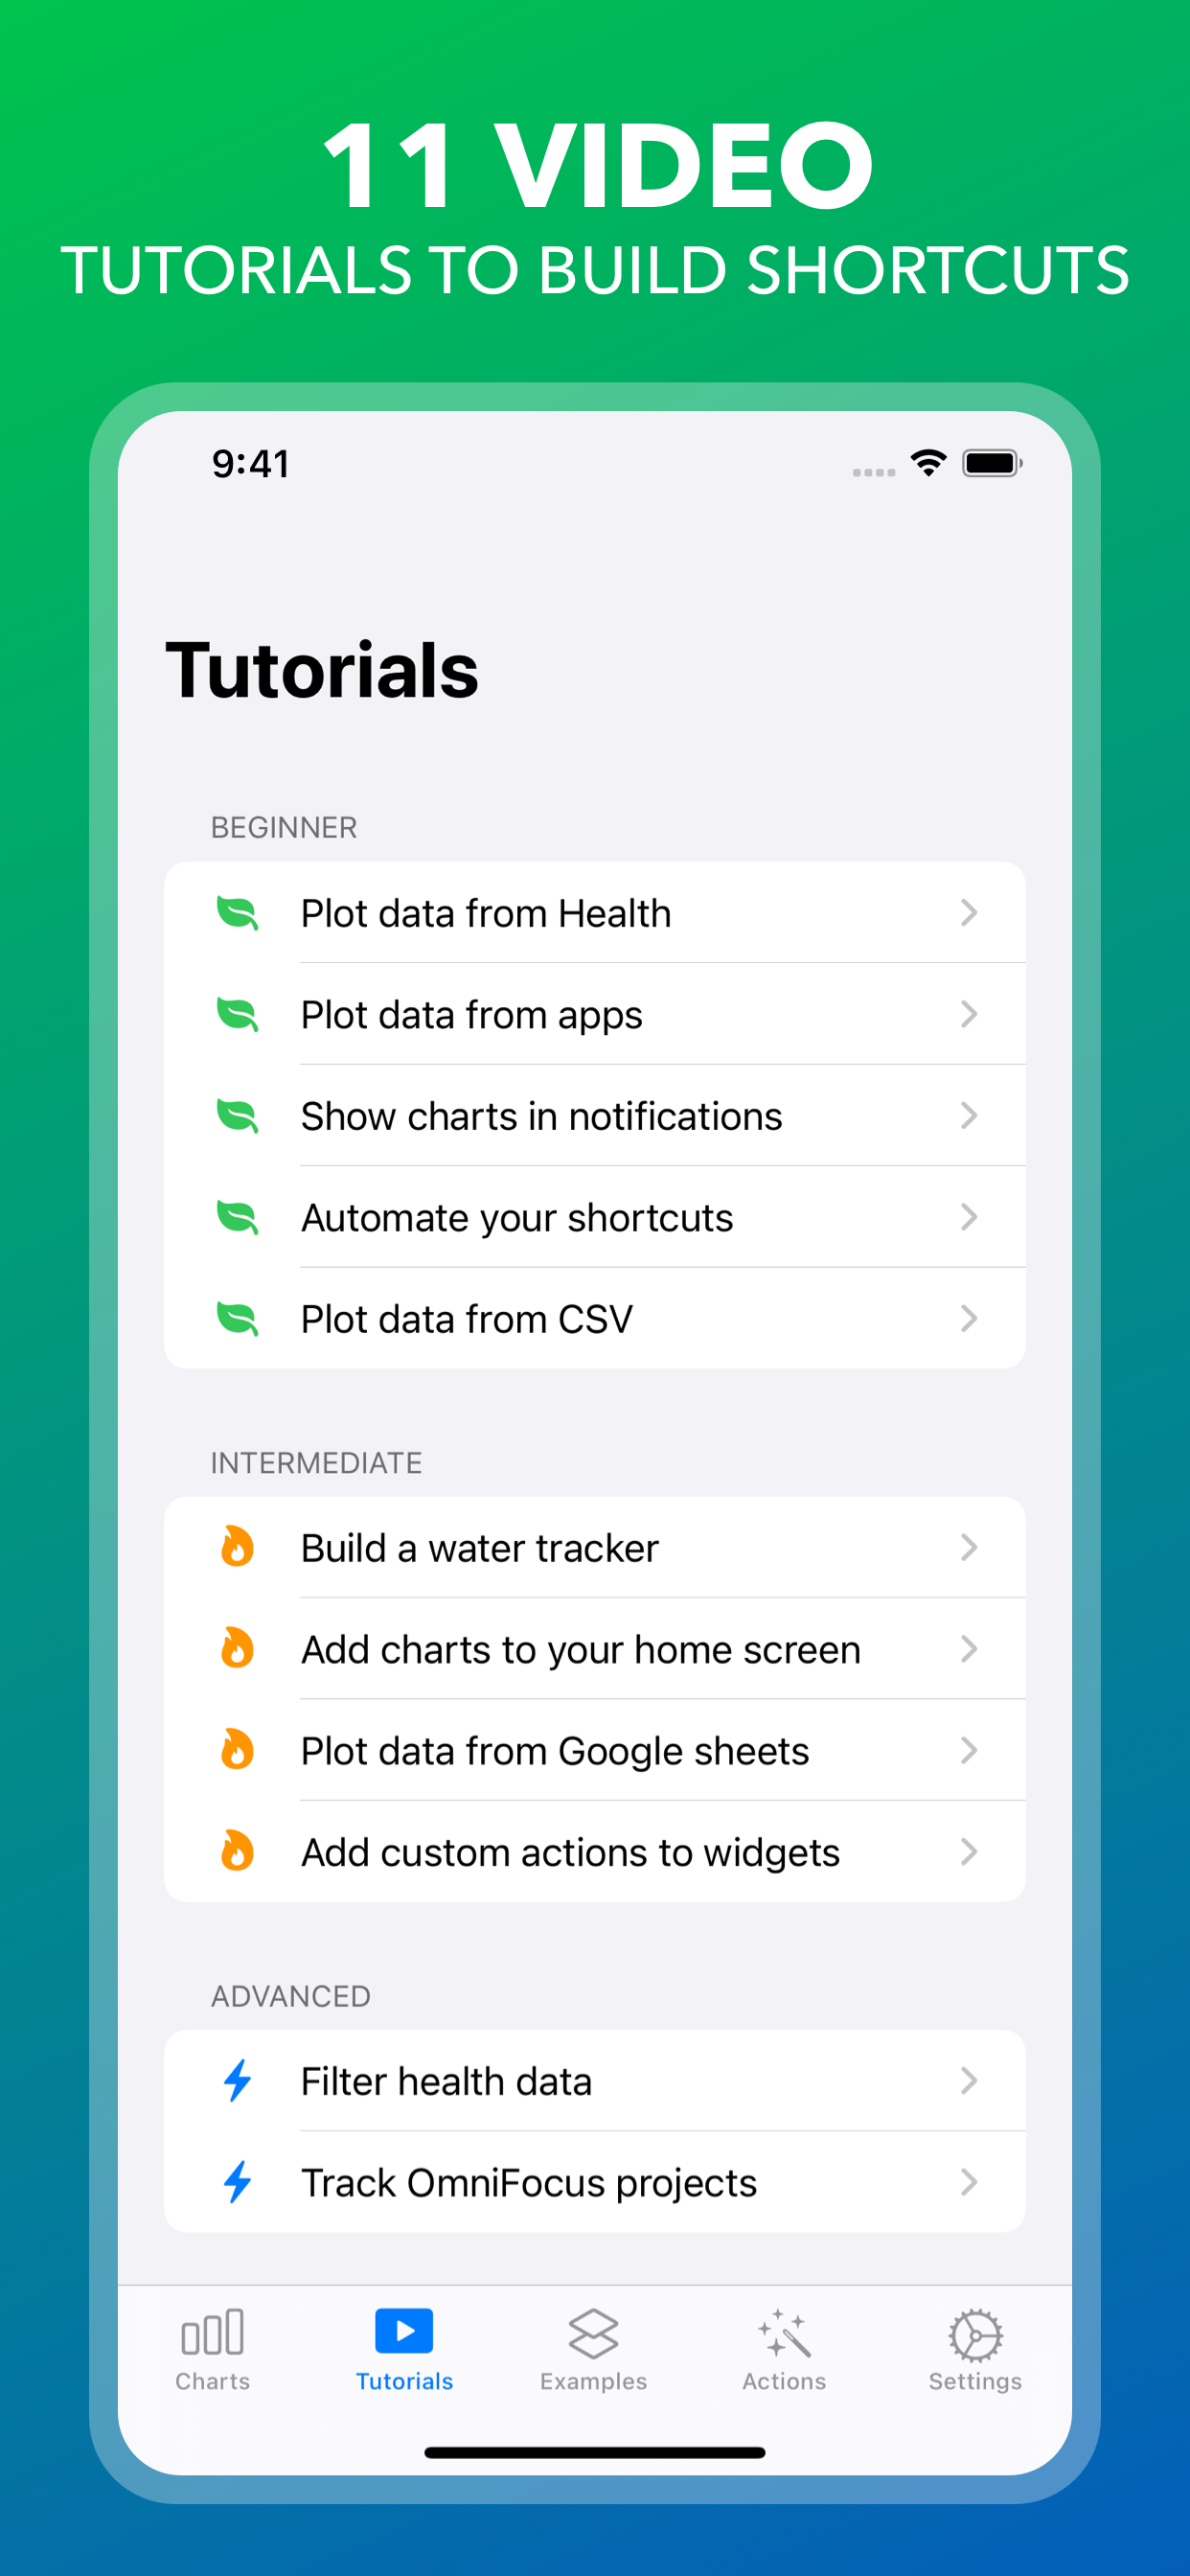 11 VIDEO
TUTORIALS TO BUILD SHORTCUTS
9:41
Tutorials
BEGINNER
Plot data from Health
Plot data from apps
Show charts in notifications
Automate your shortcuts
Plot data from CSV
INTERMEDIATE
Build a water tracker
Add charts to your home screen
Plot data from Google sheets
Add custom actions to widgets
ADVANCED
Filter health data
Track OmniFocus projects
Charts
Tutorials
Examples
Actions
Settings